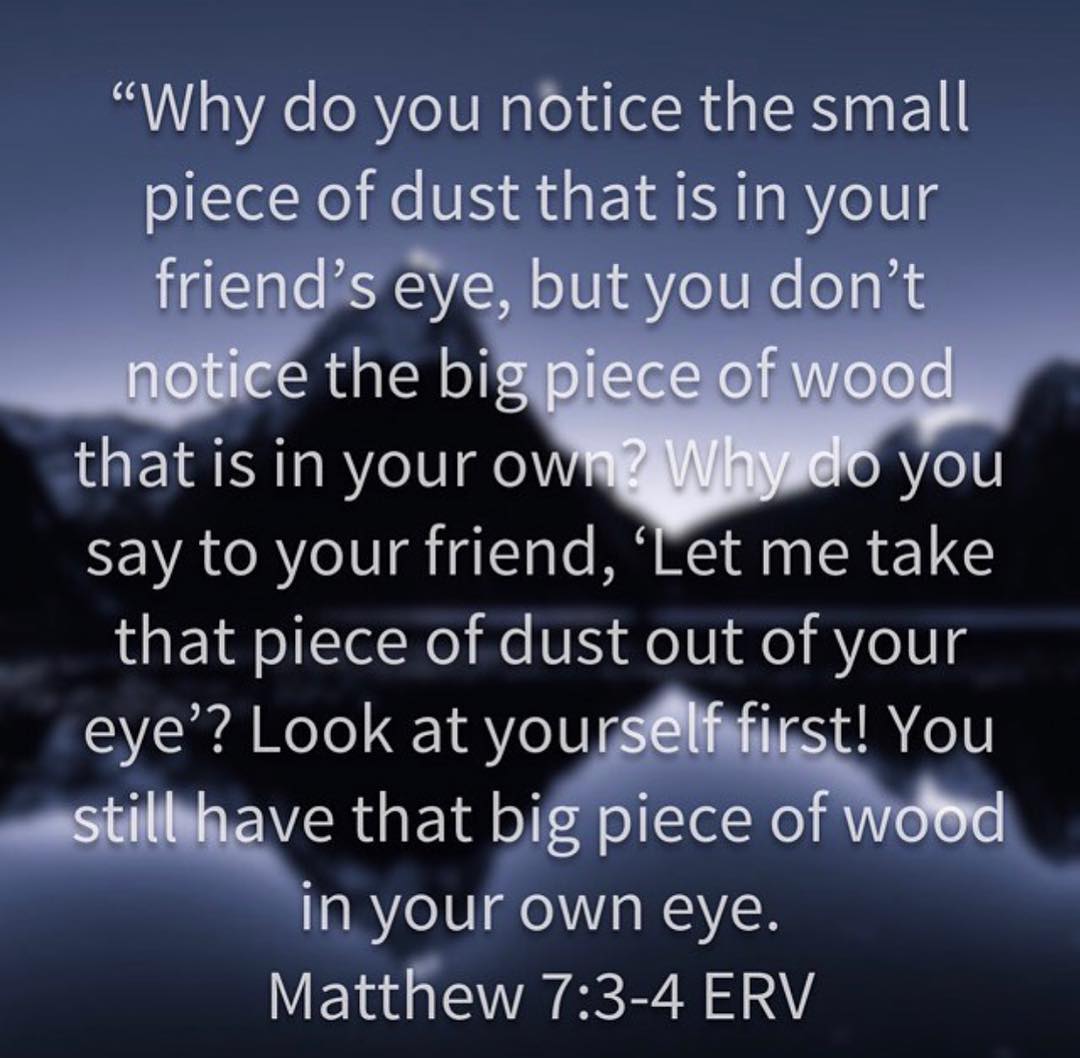 “Why do you notice the small
piece of dust that is in your
friend’s eye, but you don’t
notice the big piece of wood
that is in your own? Why do you
say to your friend, ‘Let me take
that piece of dust out of your
eye’? Look at yourself first! You
still have that big piece of wood
in your own eye.
Matthew 7:3-4 ERV